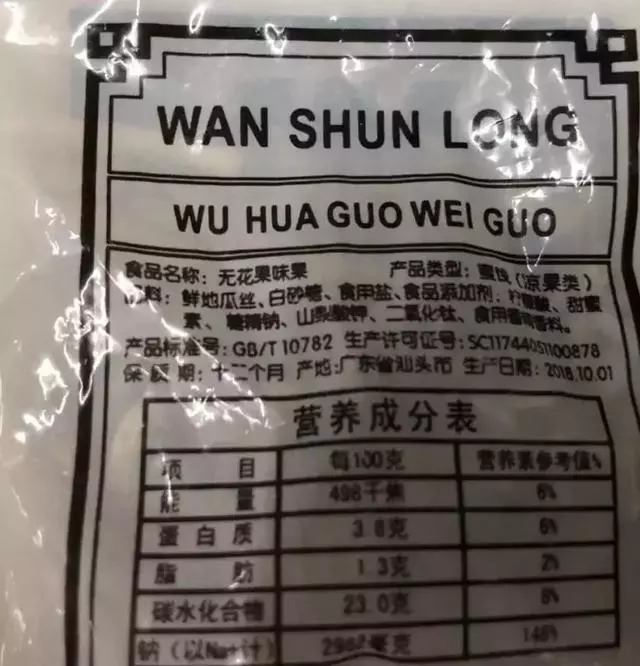 WAN SHUN LONG
WU HUA GUO WEI GUO
食品名称：无花果味果 产品类型：蜜饯（凉果类）
料：鲜地瓜丝、白砂糖、食用盐、食品添加剂：柠檬酸、甜蜜
素、糖精钠、山梨酸钾、二氧化钛、食用香精香料。
产品标准号：GB/T 10782 生产许可证号：SC11744051100878
保质期：十二个月 产地：广东省汕头市 生产日期：2018.10.01
营养成分表
项目 每100克 营养素参考值%
能量 498千焦 6%
蛋白质 3.8克 6%
脂肪 1.3克 2%
碳水化合物 23.0克 8%
钠（以Na+计） 毫克 148%